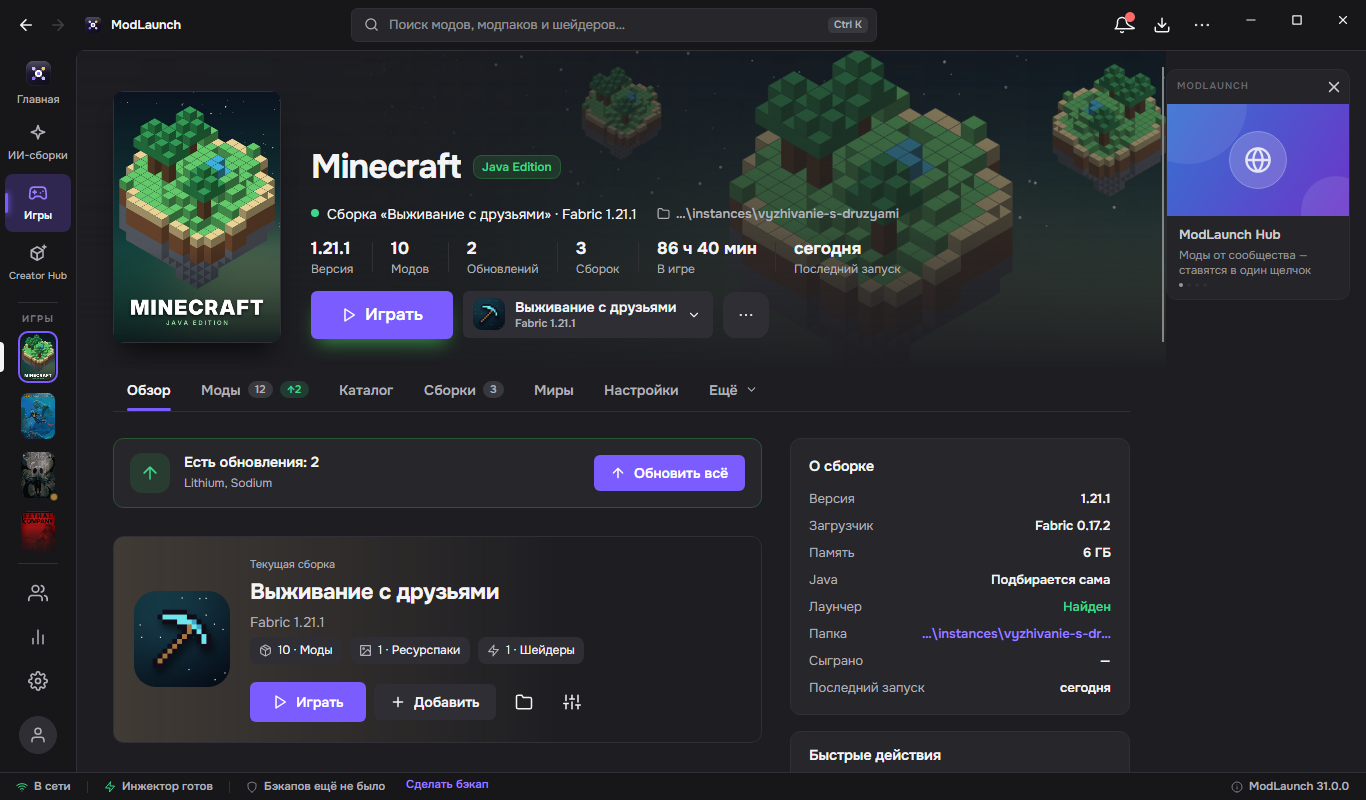 ModLaunch
Поиск модов, модпаков и шейдеров...
Ctrl K
Главная
ИИ-сборки
Игры
Creator Hub
ИГРЫ
MINECRAFT
JAVA EDITION
Minecraft
Java Edition
Сборка «Выживание с друзьями» · Fabric 1.21.1
...\instances\vyzhivanie-s-druzyami
1.21.1
Версия
10
Модов
2
Обновлений
3
Сборок
86 ч 40 мин
В игре
сегодня
Последний запуск
Играть
Выживание с друзьями
Fabric 1.21.1
MODLAUNCH
ModLaunch Hub
Моды от сообщества —
ставятся в один щелчок
Обзор
Моды 12 ↑2
Каталог
Сборки 3
Миры
Настройки
Ещё
Есть обновления: 2
Lithium, Sodium
Обновить всё
Текущая сборка
Выживание с друзьями
Fabric 1.21.1
10 · Моды
1 · Ресурспаки
1 · Шейдеры
Играть
Добавить
О сборке
Версия 1.21.1
Загрузчик Fabric 0.17.2
Память 6 ГБ
Java Подбирается сама
Лаунчер Найден
Папка ...\instances\vyzhivanie-s-dr...
Сыграно —
Последний запуск сегодня
Быстрые действия
В сети
Инжектор готов
Бэкапов ещё не было
Сделать бэкап
ModLaunch 31.0.0